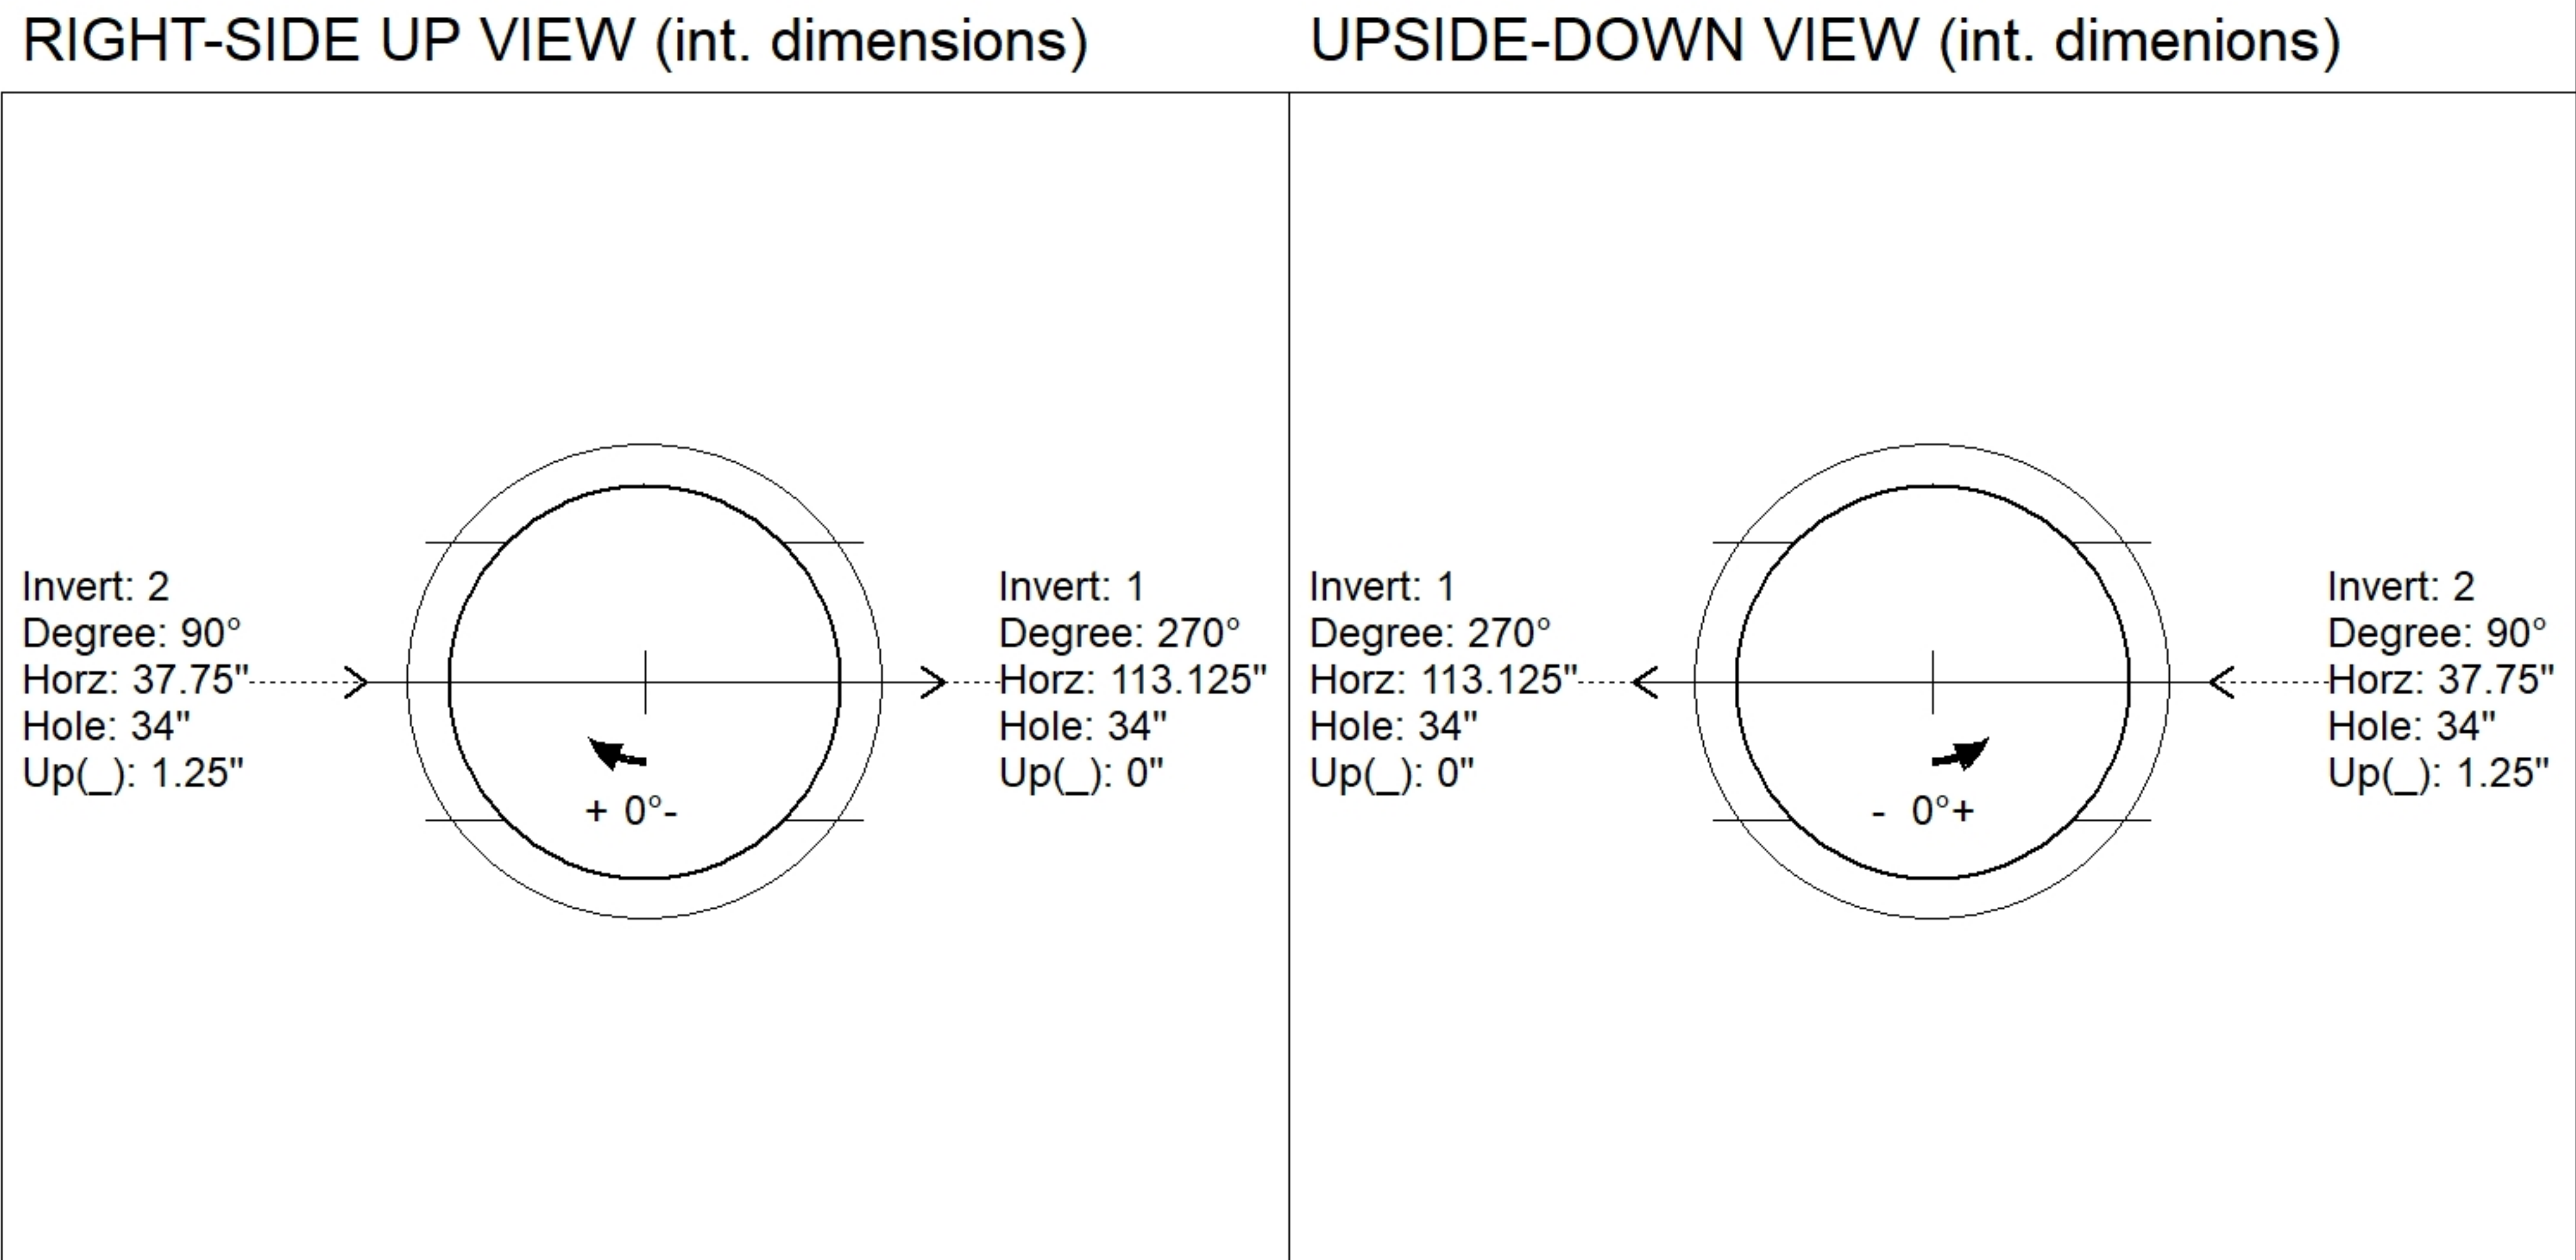 RIGHT-SIDE UP VIEW (int. dimensions)
Invert: 2
Degree: 90°
Horz: 37.75"
Hole: 34"
Up(_): 1.25"
+ 0°-
Invert: 1
Degree: 270°
Horz: 113.125"
Hole: 34"
Up(_): 0"
UPSIDE-DOWN VIEW (int. dimenions)
Invert: 1
Degree: 270°
Horz: 113.125"
Hole: 34"
Up(_): 0"
- 0°+
Invert: 2
Degree: 90°
Horz: 37.75"
Hole: 34"
Up(_): 1.25"